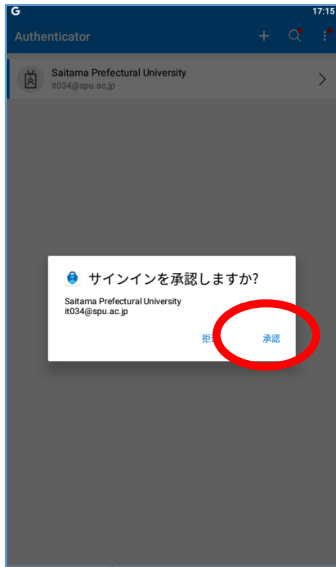 G 17:15
Authenticator
Saitama Prefectural University
it034@spu.ac.jp
サインインを承認しますか?
Saitama Prefectural University
it034@spu.ac.jp
承認